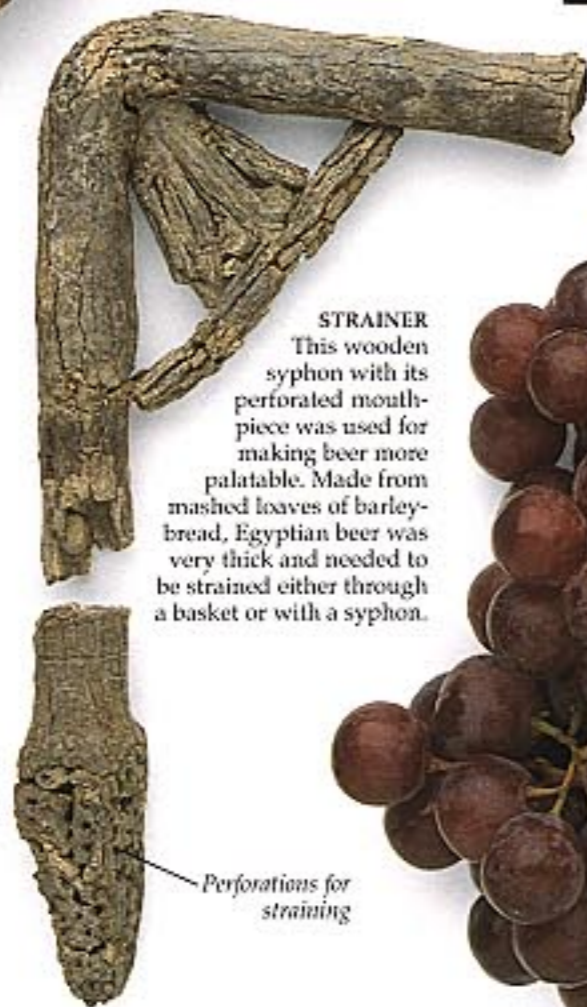 STRAINER
This wooden
syphon with its
perforated mouth-
piece was used for
making beer more
palatable. Made from
mashed loaves of barley-
bread, Egyptian beer was
very thick and needed to
be strained either through
a basket or with a syphon.
Perforations for
straining